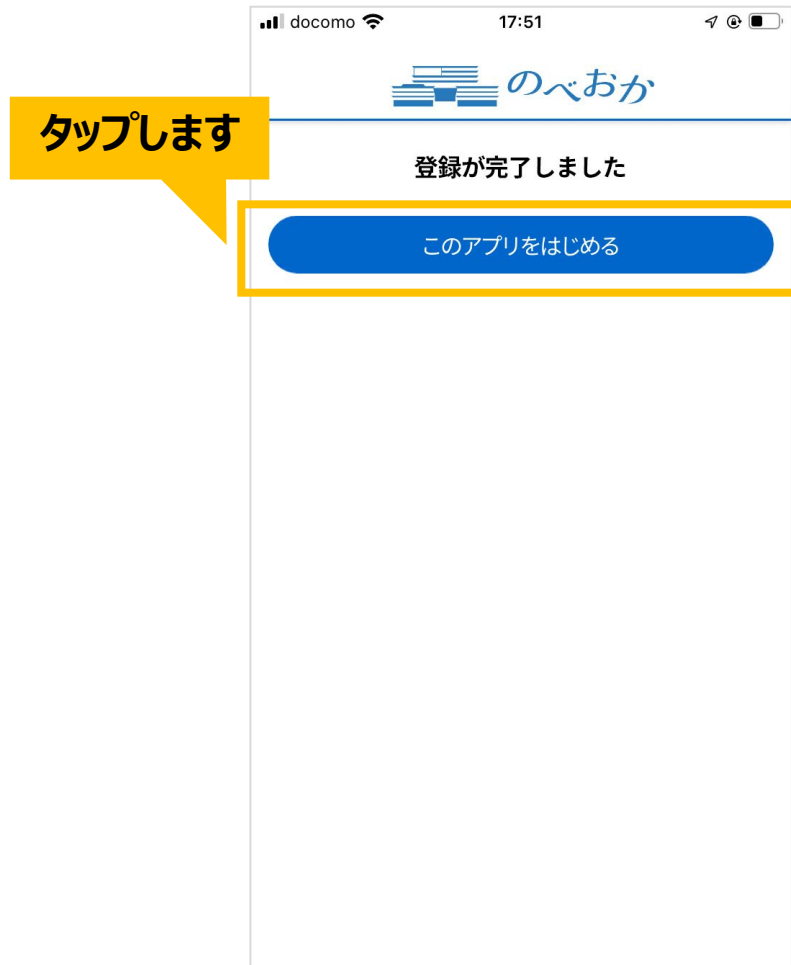 docomo 17:51
のべおか
タップします
登録が完了しました
このアプリをはじめる